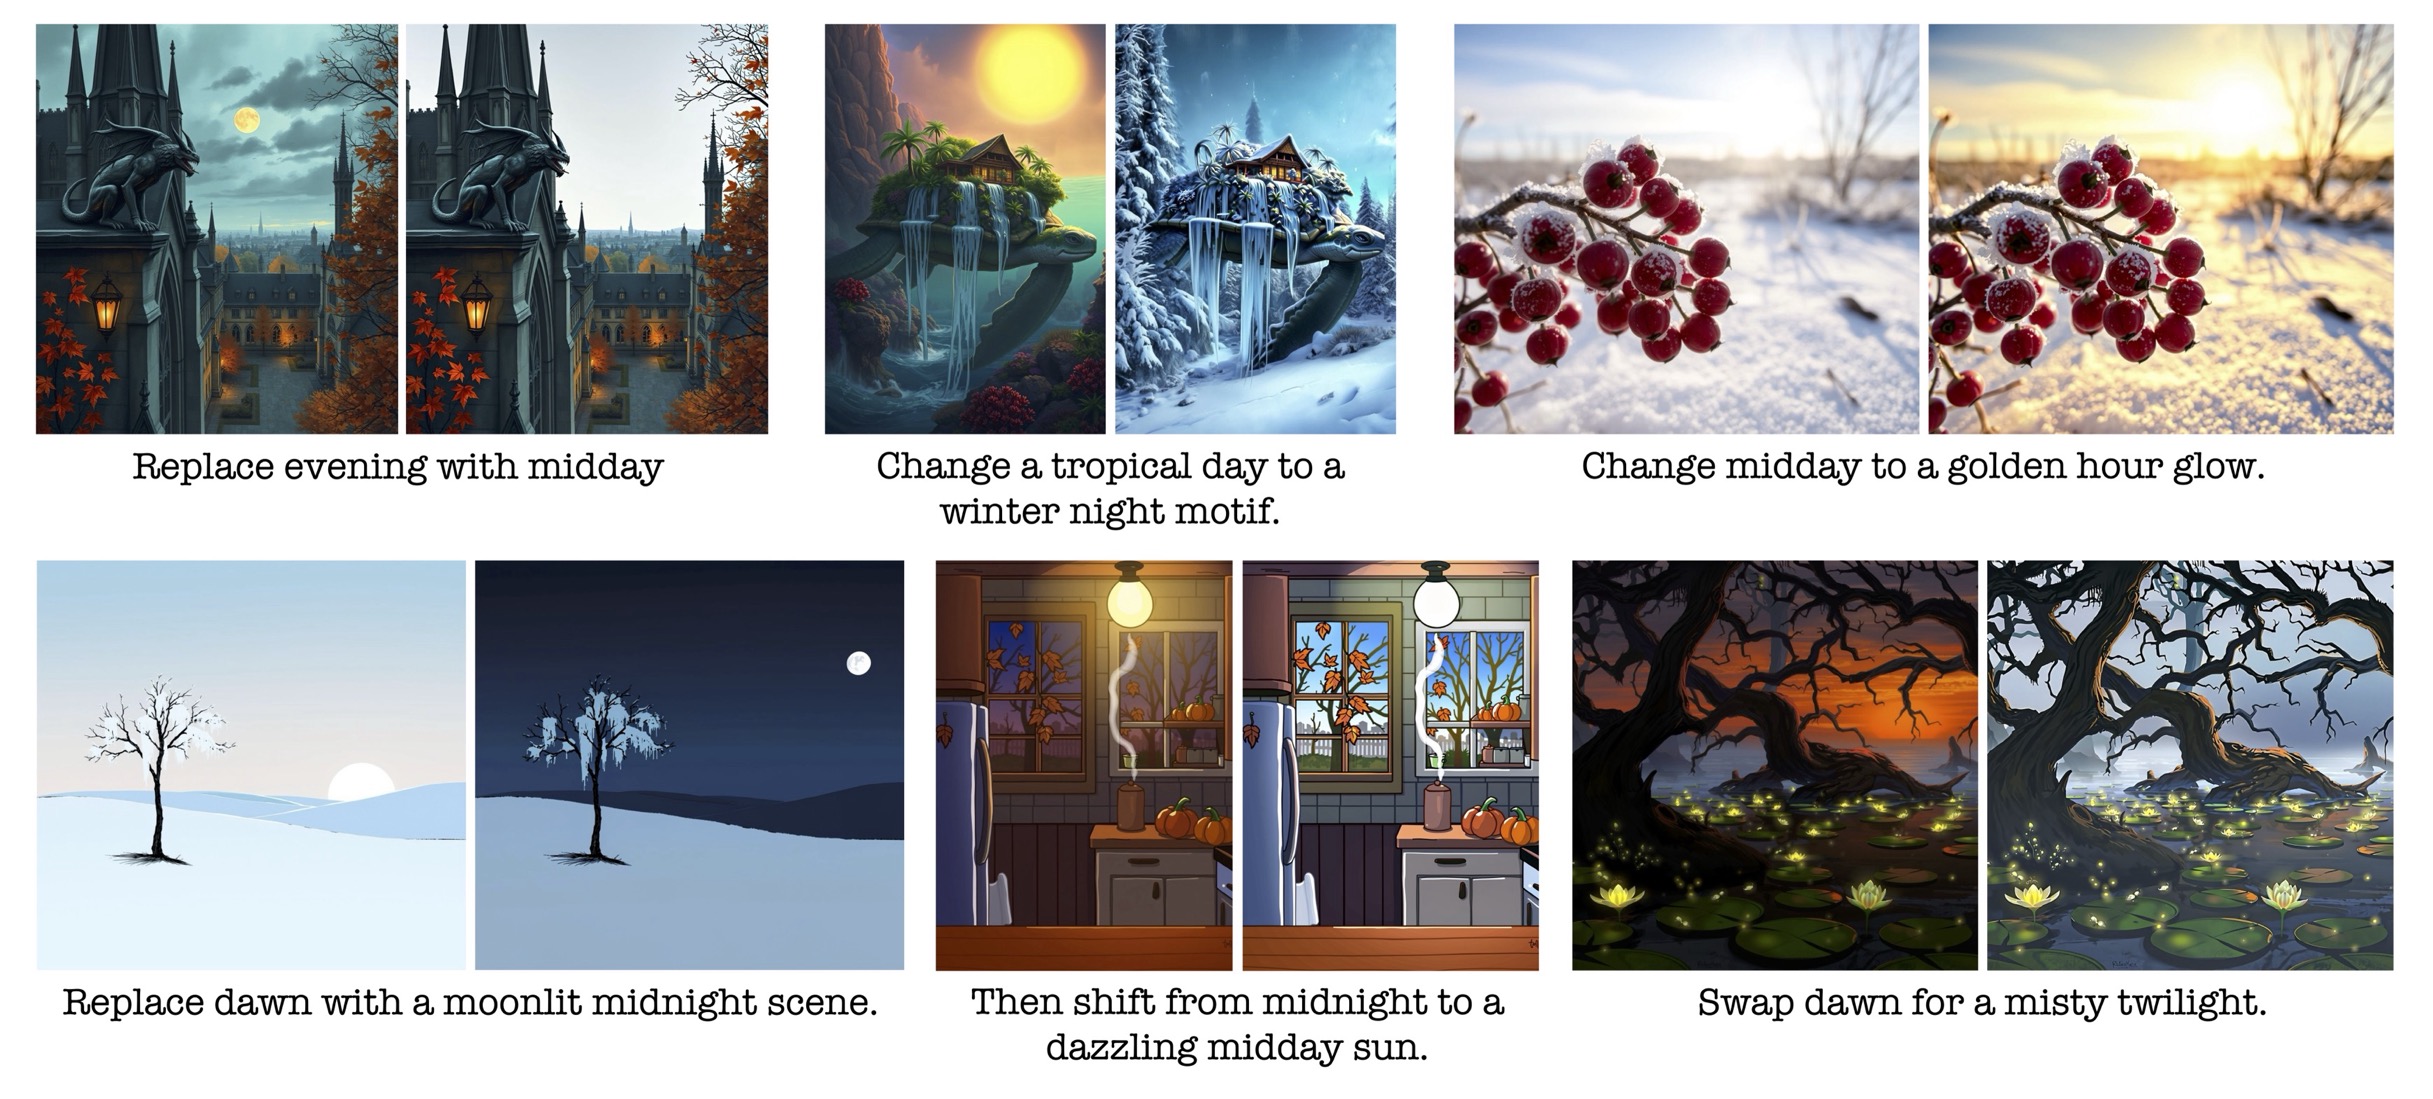 Replace evening with midday
Change a tropical day to a
winter night motif.
Change midday to a golden hour glow.
Replace dawn with a moonlit midnight scene.
Then shift from midnight to a
dazzling midday sun.
Swap dawn for a misty twilight.